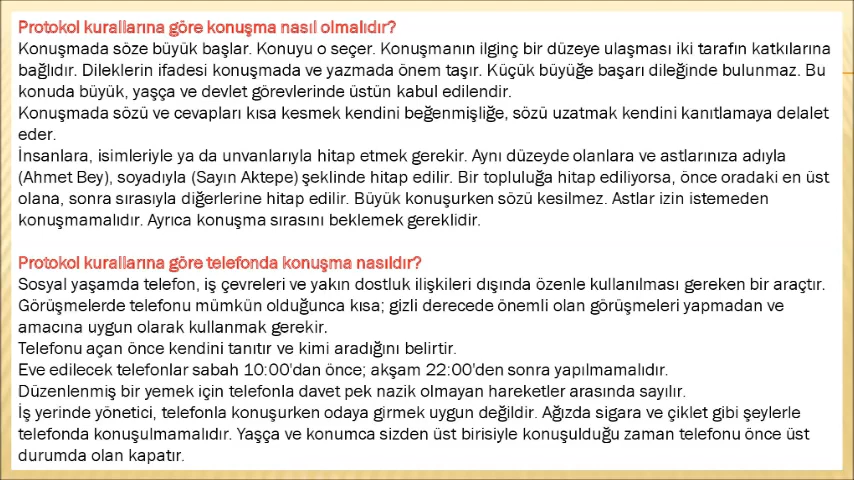 Protokol kurallarına göre konuşma nasıl olmalıdır?
Konuşmada söze büyük başlar. Konuyu o seçer. Konuşmanın ilginç bir düzeye ulaşması iki tarafın katkılarına
bağlıdır. Dileklerin ifadesi konuşmada ve yazmada önem taşır. Küçük büyüğe başarı dileğinde bulunmaz. Bu
konuda büyük, yaşça ve devlet görevlerinde üstün kabul edilendir.
Konuşmada sözü ve cevapları kısa kesmek kendini beğenmişliğe, sözü uzatmak kendini kanıtlamaya delalet
eder.
İnsanlara, isimleriyle ya da unvanlarıyla hitap etmek gerekir. Aynı düzeyde olanlara ve astlarınıza adıyla
(Ahmet Bey), soyadıyla (Sayın Aktepe) şeklinde hitap edilir. Bir topluluğa hitap ediliyorsa, önce oradaki en üst
olana, sonra sırasıyla diğerlerine hitap edilir. Büyük konuşurken sözü kesilmez. Astlar izin istemeden
konuşmamalıdır. Ayrıca konuşma sırasını beklemek gereklidir.
Protokol kurallarına göre telefonda konuşma nasıldır?
Sosyal yaşamda telefon, iş çevreleri ve yakın dostluk ilişkileri dışında özenle kullanılması gereken bir araçtır.
Görüşmelerde telefonu mümkün olduğunca kısa; gizli derecede önemli olan görüşmeleri yapmadan ve
amacına uygun olarak kullanmak gerekir.
Telefonu açan önce kendini tanıtır ve kimi aradığını belirtir.
Eve edilecek telefonlar sabah 10:00'dan önce; akşam 22:00'den sonra yapılmamalıdır.
Düzenlenmiş bir yemek için telefonla davet pek nazik olmayan hareketler arasında sayılır.
İş yerinde yönetici, telefonla konuşurken odaya girmek uygun değildir. Ağızda sigara ve çiklet gibi şeylerle
telefonda konuşulmamalıdır. Yaşça ve konumca sizden üst birisiyle konuşulduğu zaman telefonu önce üst
durumda olan kapatır.